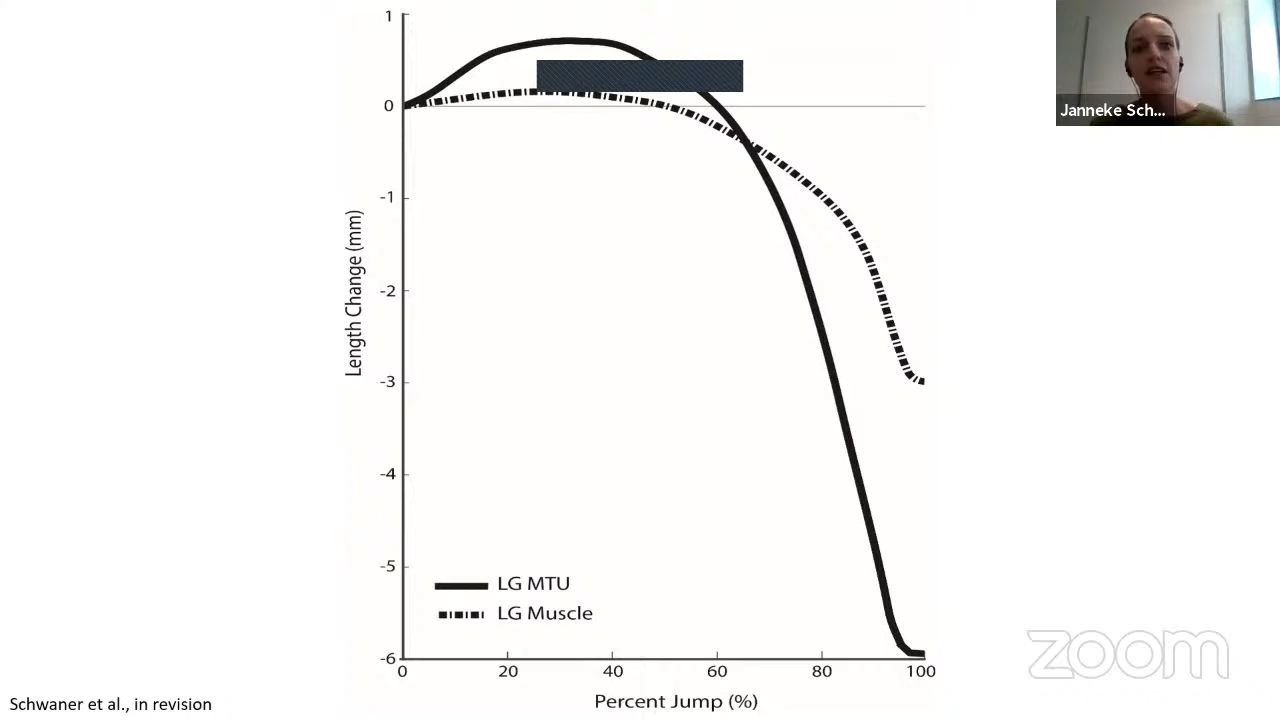 Janneke Sch...
1
0
-1
-2
-3
-4
-5
-6
Length Change (mm)
LG MTU
LG Muscle
0 20 40 60 80 100
Percent Jump (%)
zoom
Schwaner et al., in revision